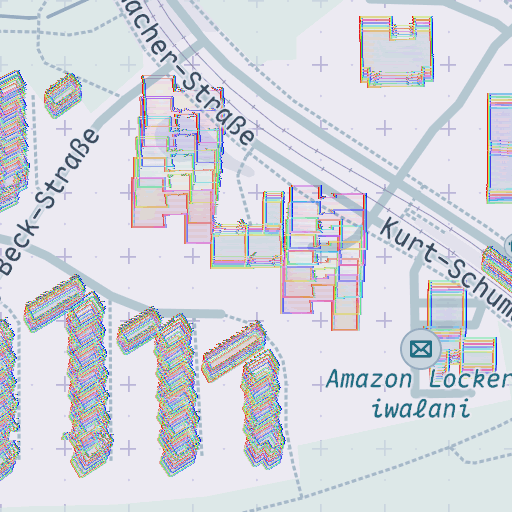 acher-Straße
Beck-Straße
Kurt-Schum
Amazon Locker
iwalani